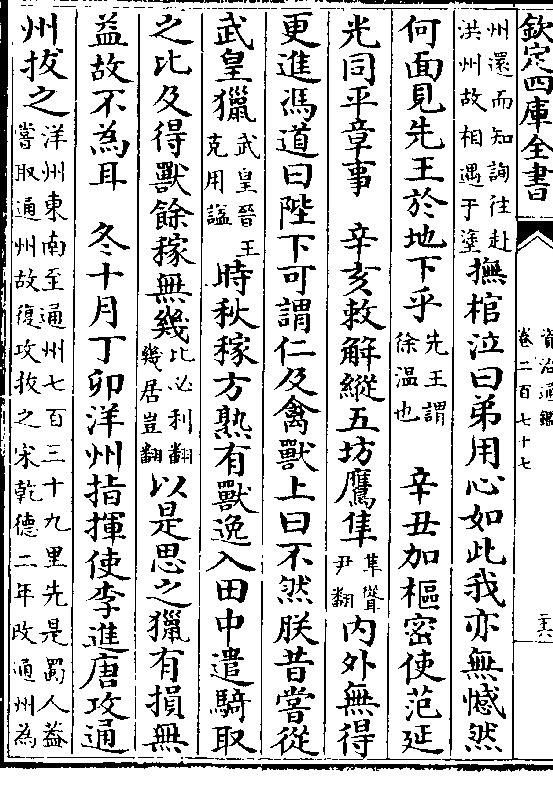 欽定四庫全書
資治通鑑
卷二百七十七
州還而知詢往赴
洪州故相遇于塗
撫棺泣曰弟用心如此我亦無憾然
何面見先王於地下乎
先王謂
徐温也
辛丑加樞密使范延
光同平章事　辛亥敕解縱五坊鷹隼
隼聳
尹翻
内外無得
更進馮道曰陛下可謂仁及禽獸上曰不然朕昔嘗從
武皇獵
武皇晉王
克用謚
時秋稼方熟有獸逸入田中遣騎取
之比及得獸餘稼無幾
比必利翻
幾居豈翻
以是思之獵有損無
益故不為耳　冬十月丁卯洋州指揮使李進唐攻通
州拔之
洋州東南至通州七百三十九里先是蜀人葢
嘗取通州故復攻拔之宋乾德二年改通州為